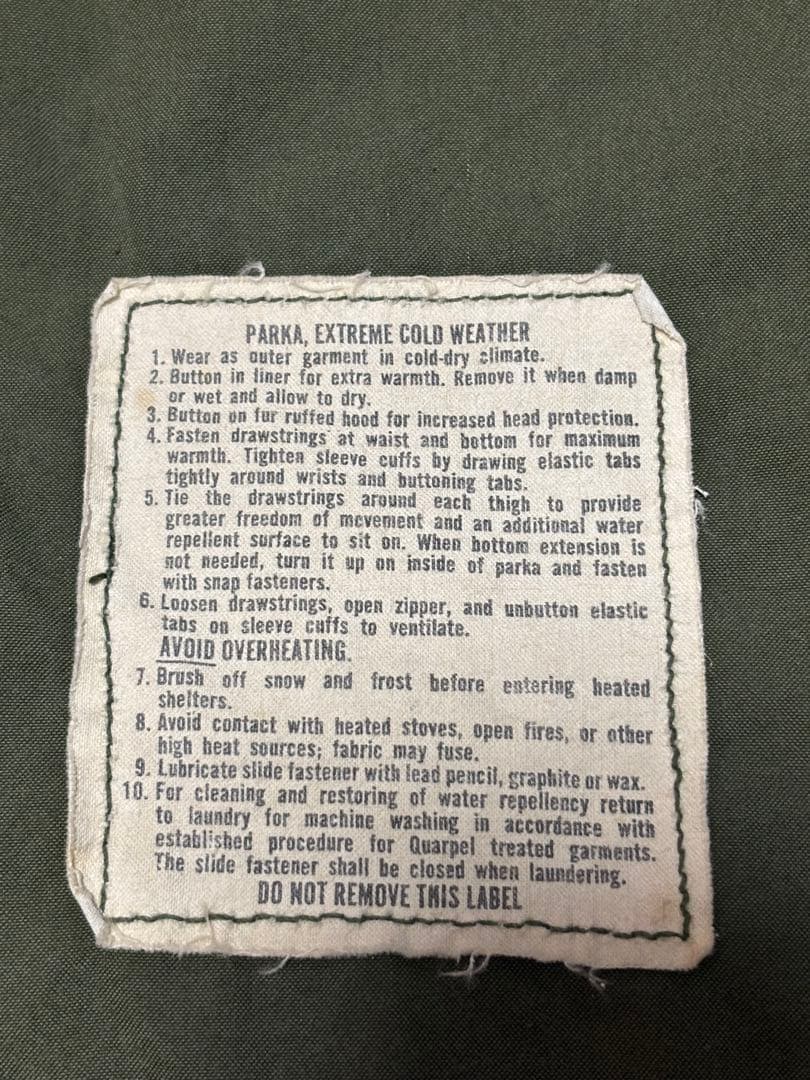 PARKA, EXTREME COLD WEATHER
1. Wear as outer garment in cold-dry climate.
2. Button in liner for extra warmth. Remove it when damp
or wet and allow to dry.
3. Button on fur ruffed hood for increased head protection.
4. Fasten drawstrings at waist and bottom for maximum
warmth. Tighten sleeve cuffs by drawing elastic tabs
tightly around wrists and buttoning tabs.
5. Tie the drawstrings around each thigh to provide
greater freedom of movement and an additional water
repellent surface to sit on. When bottom extension is
not needed, turn it up on inside of parka and fasten
with snap fasteners.
6. Loosen drawstrings, open zipper, and unbutton elastic
tabs on sleeve cuffs to ventilate.
AVOID OVERHEATING.
7. Brush off snow and frost before entering heated
shelters.
8. Avoid contact with heated stoves, open fires, or other
high heat sources; fabric may fuse.
9. Lubricate slide fastener with lead pencil, graphite or wax.
10. For cleaning and restoring of water repellency return
to laundry for machine washing in accordance with
established procedure for Quarpel treated garments.
The slide fastener shall be closed when laundering.
DO NOT REMOVE THIS LABEL